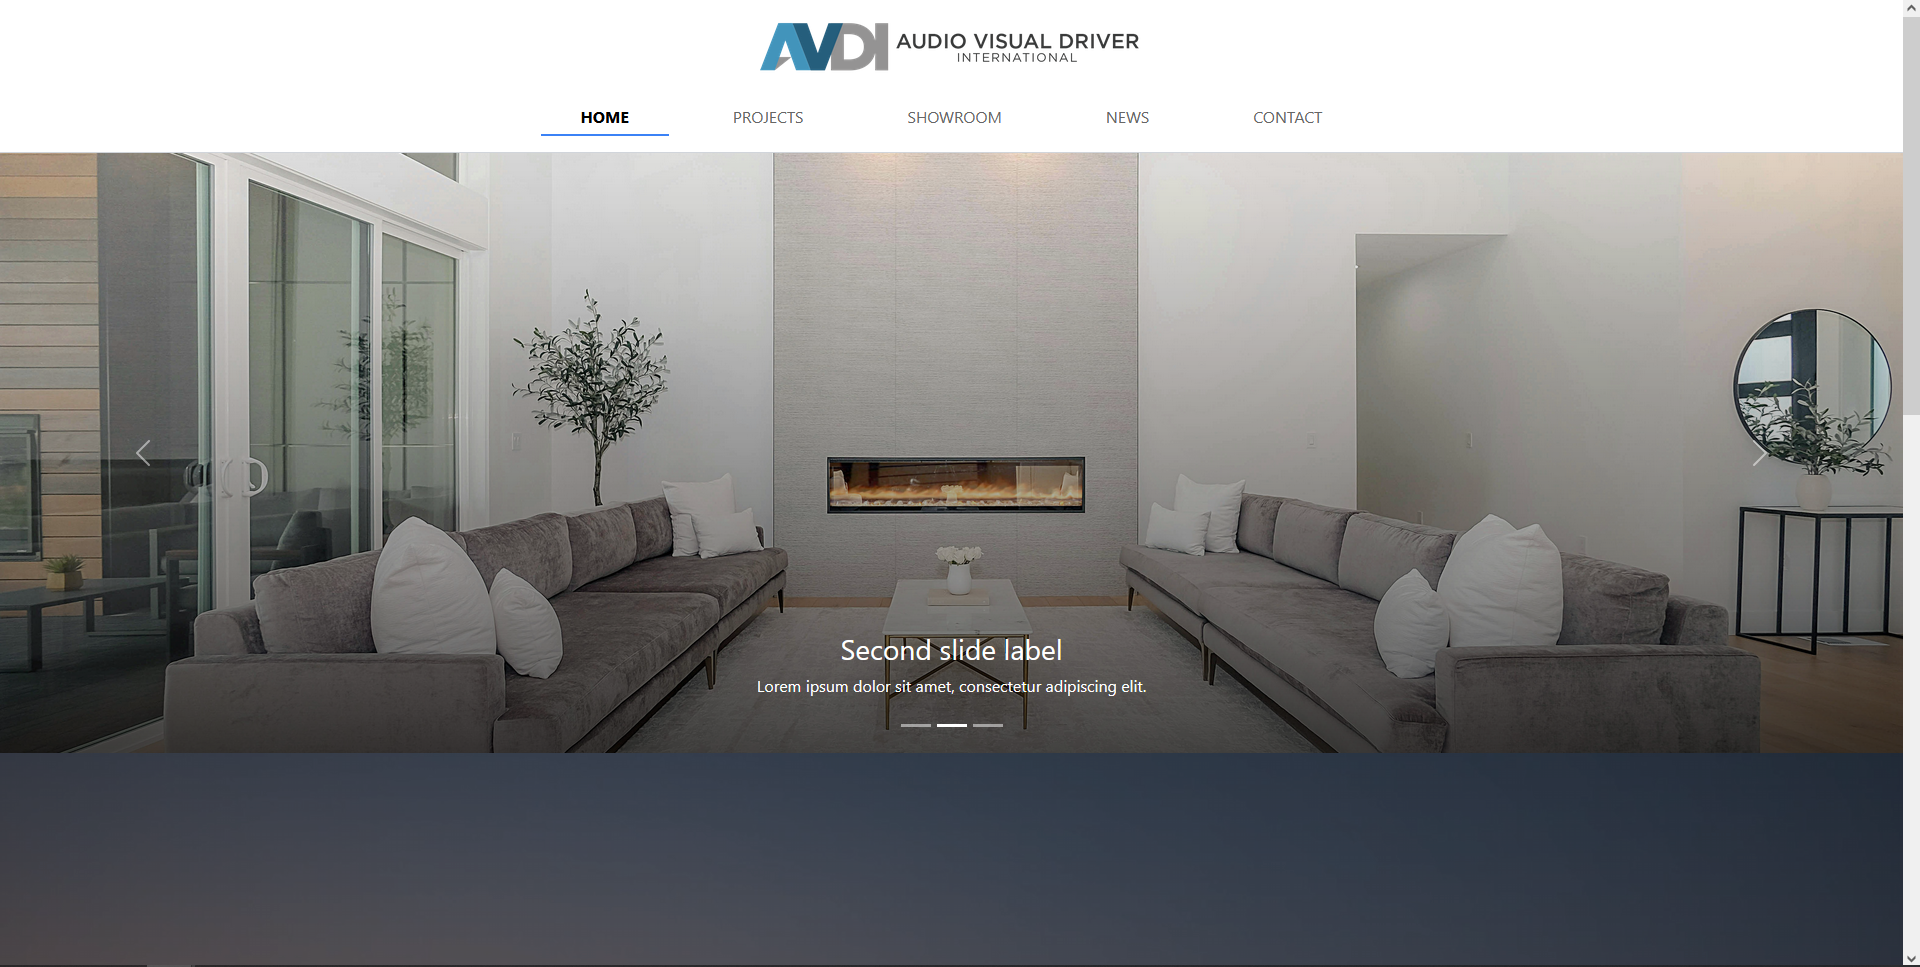 AVDI AUDIO VISUAL DRIVER
INTERNATIONAL
HOME PROJECTS SHOWROOM NEWS CONTACT
Second slide label
Lorem ipsum dolor sit amet, consectetur adipiscing elit.